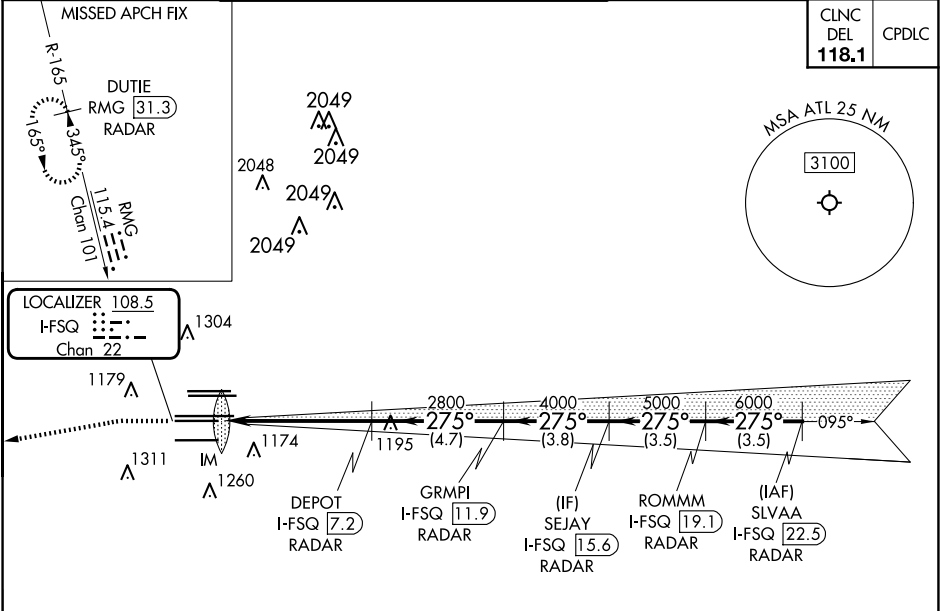 MISSED APCH FIX
R-165
DUTIE
RMG 31.3
RADAR
165°
345°
RMG
115.4
Chan 101
CLNC
DEL
118.1
CPDLC
2049
2049
2048
2049
2049
MSA ATL 25 NM
3100
LOCALIZER 108.5
I-FSQ
Chan 22
1304
1179
1311
IM
1174
1260
1195
2800
275°
(4.7)
4000
275°
(3.8)
5000
275°
(3.5)
6000
275°
(3.5)
095°
DEPOT
I-FSQ 7.2
RADAR
GRMPI
I-FSQ 11.9
RADAR
(IF)
SEJAY
I-FSQ 15.6
RADAR
ROMMM
I-FSQ 19.1
RADAR
(IAF)
SLVAA
I-FSQ 22.5
RADAR